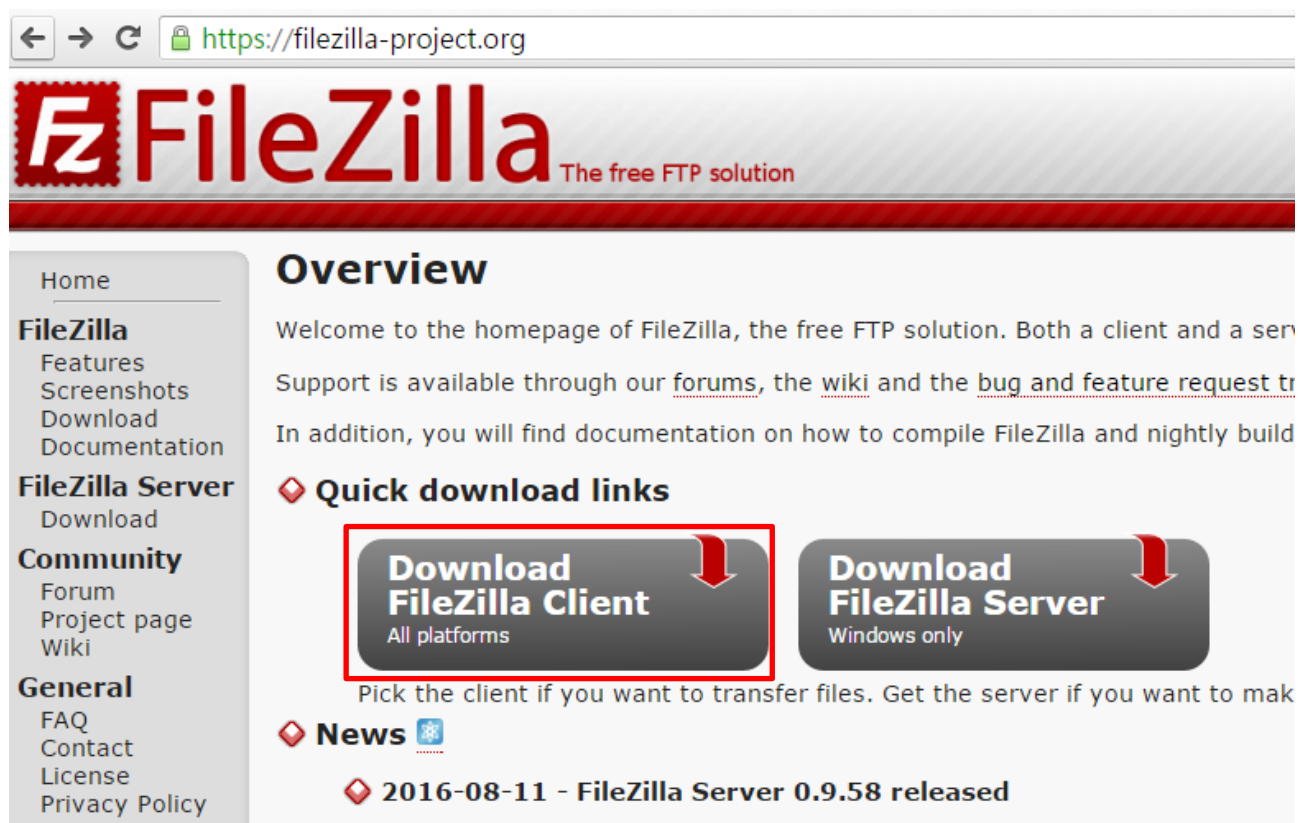 https://filezilla-project.org
Fz FileZilla The free FTP solution
Home
FileZilla
Features
Screenshots
Download
Documentation
FileZilla Server
Download
Community
Forum
Project page
Wiki
General
FAQ
Contact
License
Privacy Policy
Overview
Welcome to the homepage of FileZilla, the free FTP solution. Both a client and a
Support is available through our forums, the wiki and the bug and feature request
In addition, you will find documentation on how to compile FileZilla and nightly build
Quick download links
Download
FileZilla Client
All platforms
Download
FileZilla Server
Windows only
Pick the client if you want to transfer files. Get the server if you want to mak
News
2016-08-11 - FileZilla Server 0.9.58 released